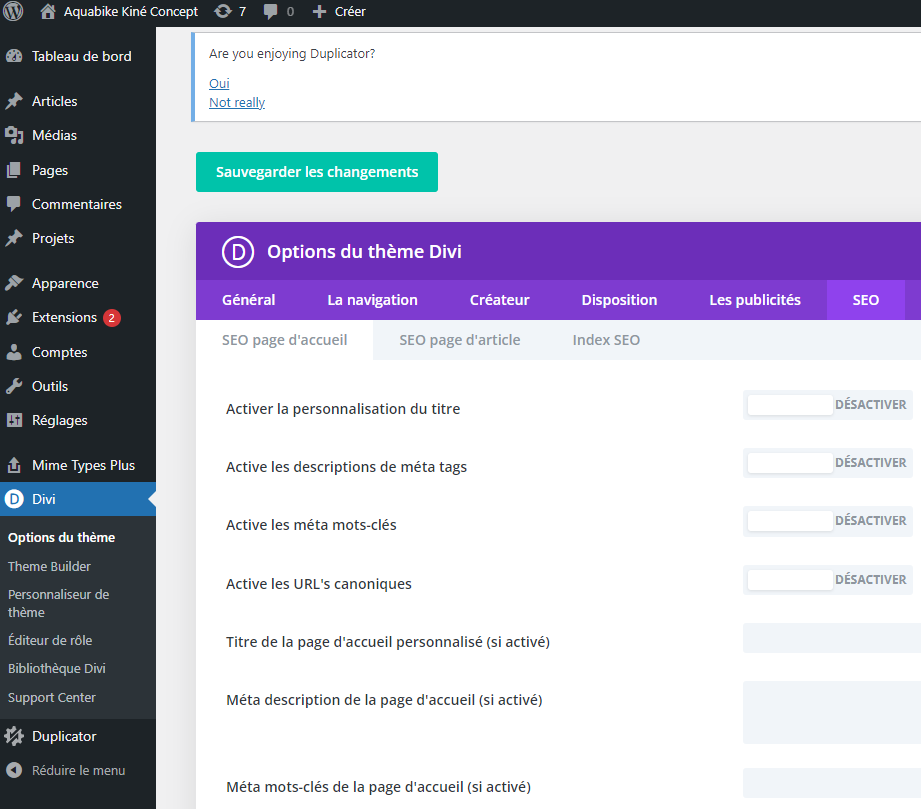 Aquabike Kiné Concept 7 0 Créer
Tableau de bord
Articles
Médias
Pages
Commentaires
Projets
Apparence
Extensions 2
Comptes
Outils
Réglages
Mime Types Plus
Divi
Options du thème
Theme Builder
Personnaliseur de
thème
Éditeur de rôle
Bibliothèque Divi
Support Center
Duplicator
Réduire le menu
Are you enjoying Duplicator?
Oui
Not really
Sauvegarder les changements
Options du thème Divi
Général La navigation Créateur Disposition Les publicités SEO
SEO page d'accueil SEO page d'article Index SEO
Activer la personnalisation du titre DÉSACTIVER
Active les descriptions de méta tags DÉSACTIVER
Active les méta mots-clés DÉSACTIVER
Active les URL's canoniques DÉSACTIVER
Titre de la page d'accueil personnalisé (si activé)
Méta description de la page d'accueil (si activé)
Méta mots-clés de la page d'accueil (si activé)